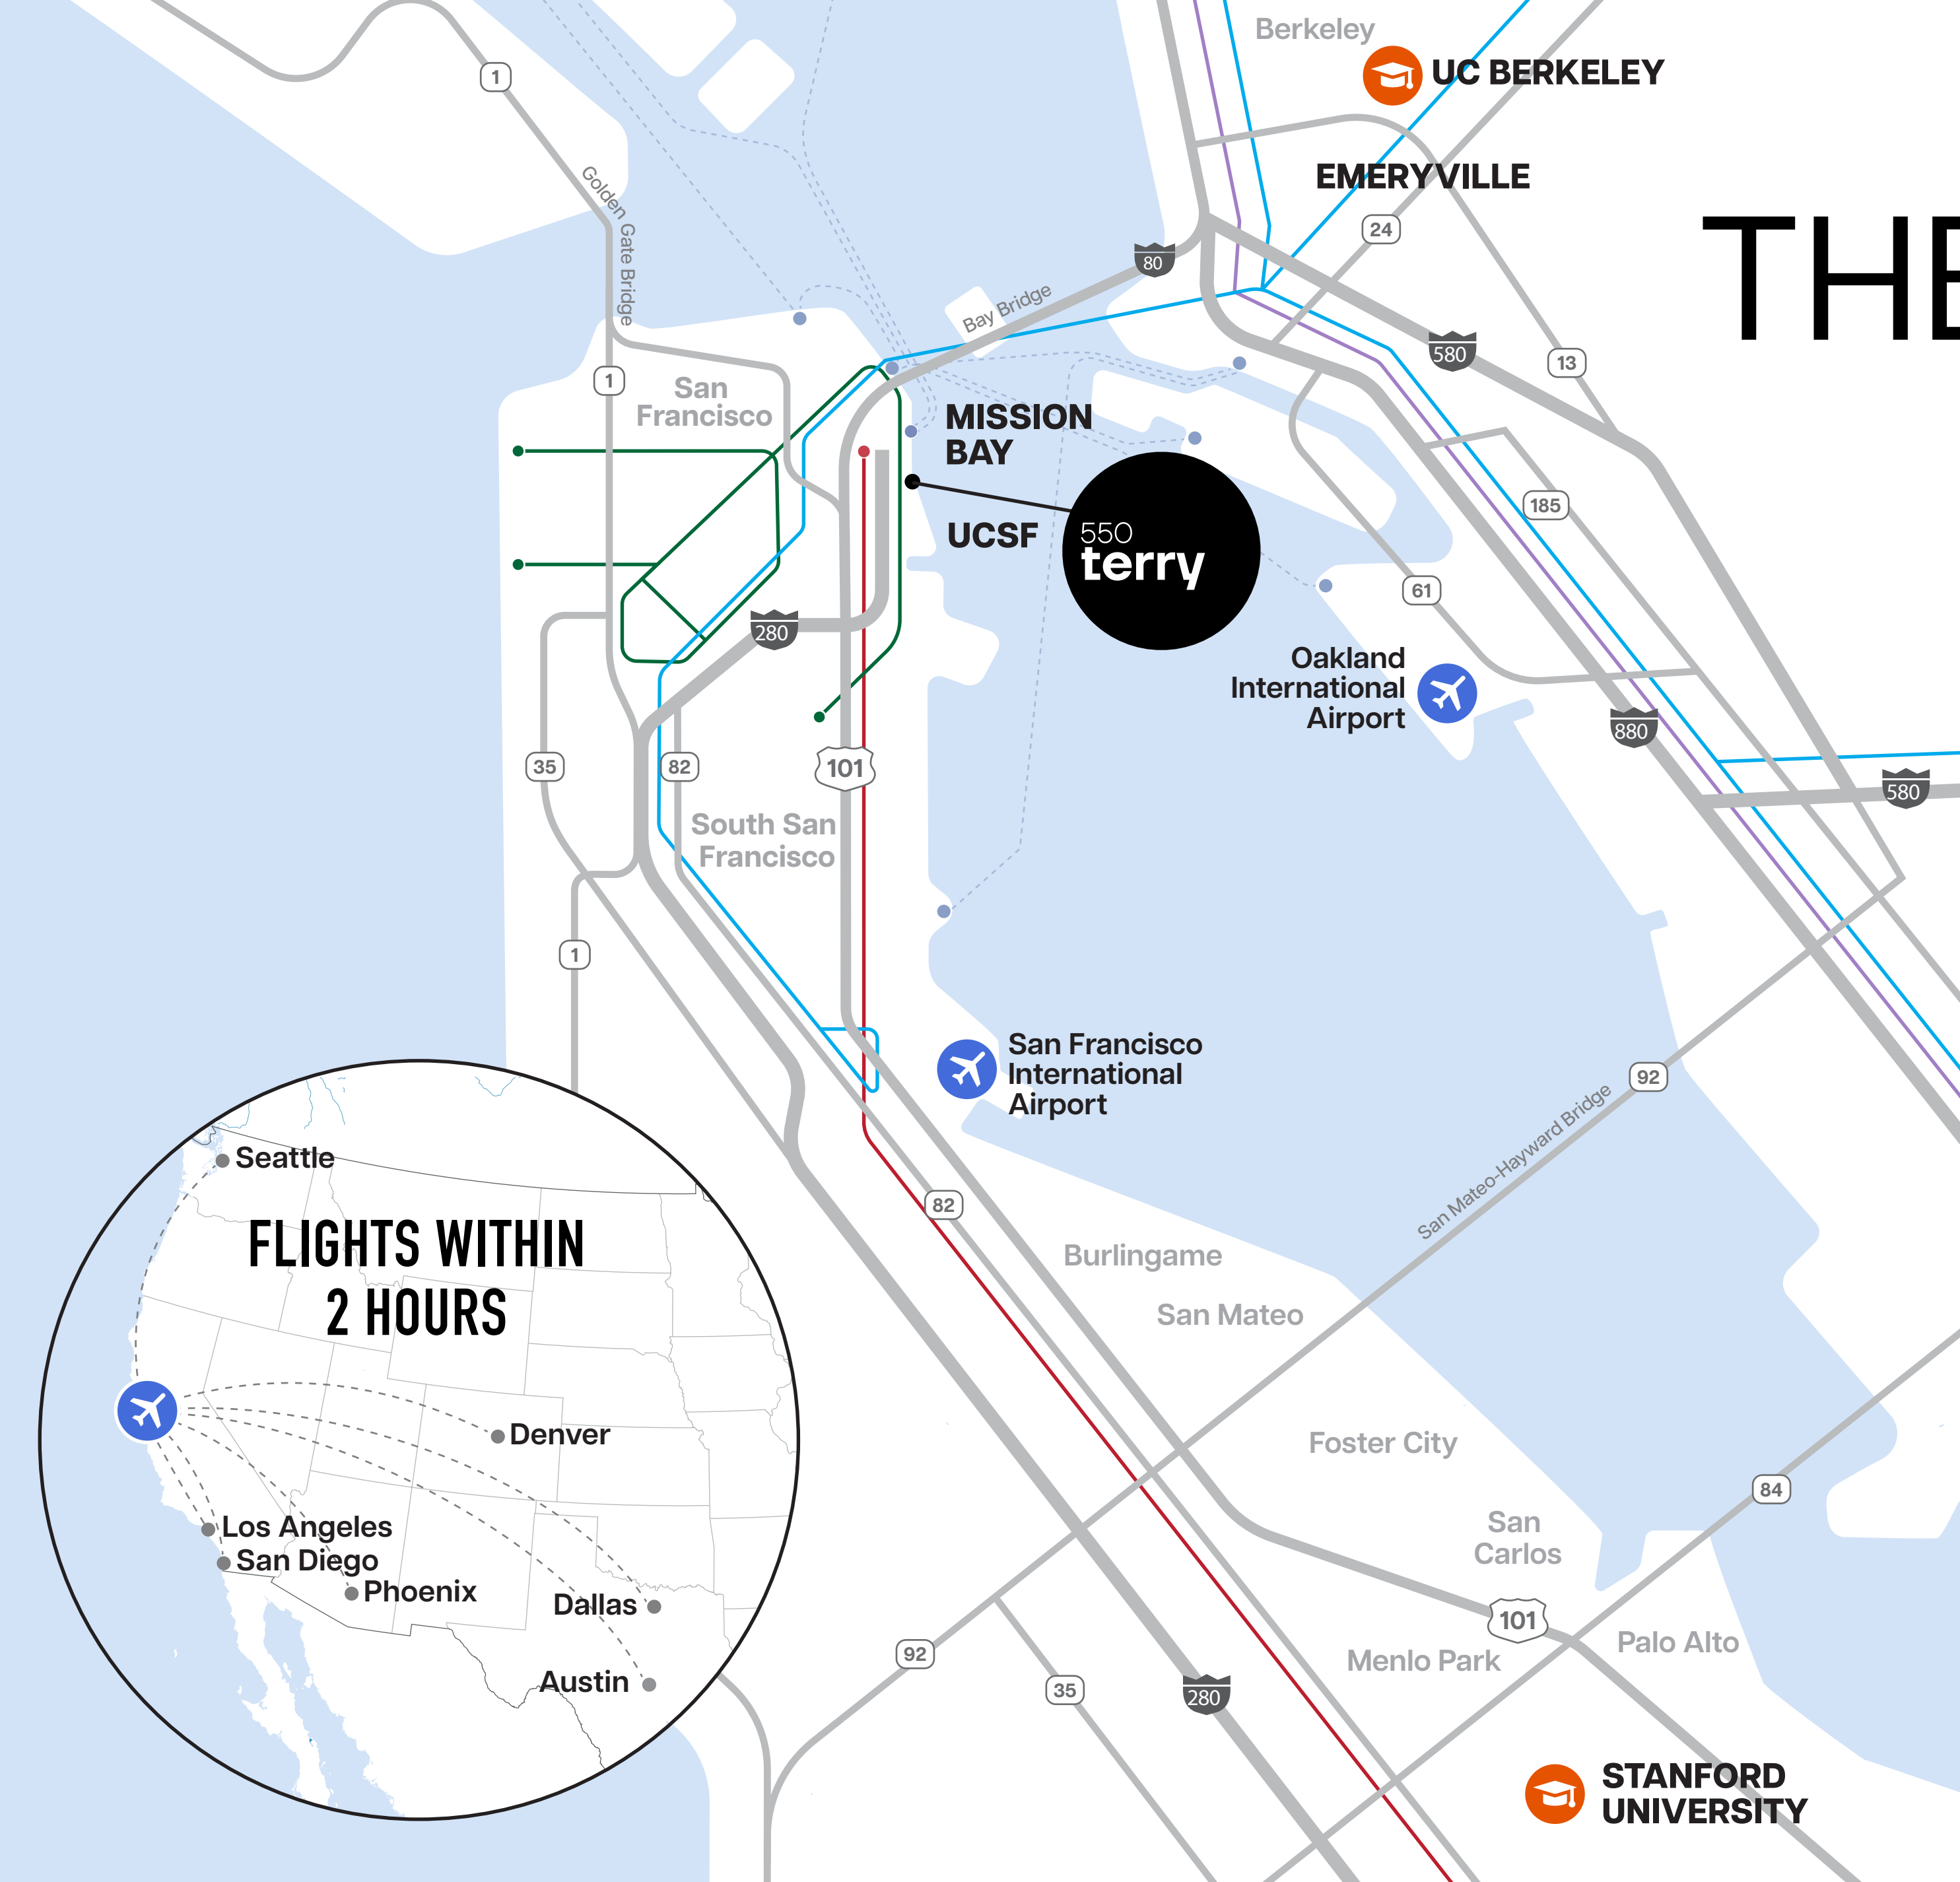 Berkeley
UC BERKELEY
1
Golden Gate Bridge
EMERYVILLE
24
THE
80
Bay Bridge
580
13
1
San
Francisco
MISSION
BAY
185
UCSF
550
terry
61
280
Oakland
International
Airport
880
35
82
101
580
South San
Francisco
1
San Francisco
International
Airport
92
San Mateo-Hayward Bridge
82
Burlingame
San Mateo
Foster City
84
San
Carlos
101
Palo Alto
Menlo Park
92
35
280
STANFORD
UNIVERSITY
Seattle
FLIGHTS WITHIN
2 HOURS
Denver
Los Angeles
San Diego
Phoenix
Dallas
Austin